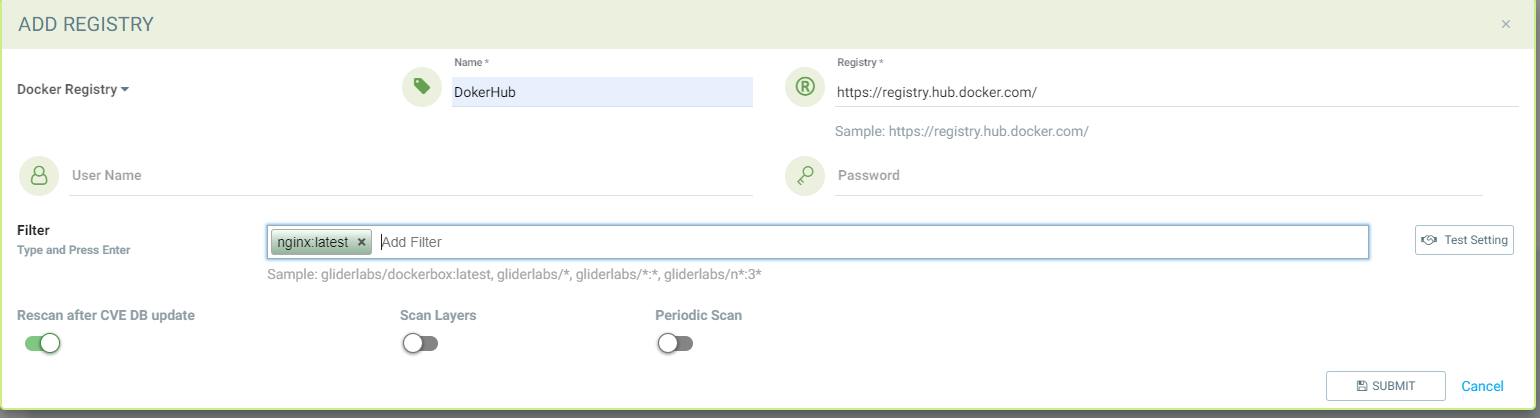 ADD REGISTRY ×
Docker Registry
Name *
DokerHub
Registry *
https://registry.hub.docker.com/
Sample: https://registry.hub.docker.com/
User Name
Password
Filter
Type and Press Enter
nginx:latest × Add Filter
Test Setting
Sample: gliderlabs/dockerbox:latest, gliderlabs/*, gliderlabs/*:*, gliderlabs/n*:3*
Rescan after CVE DB update
Scan Layers
Periodic Scan
SUBMIT
Cancel